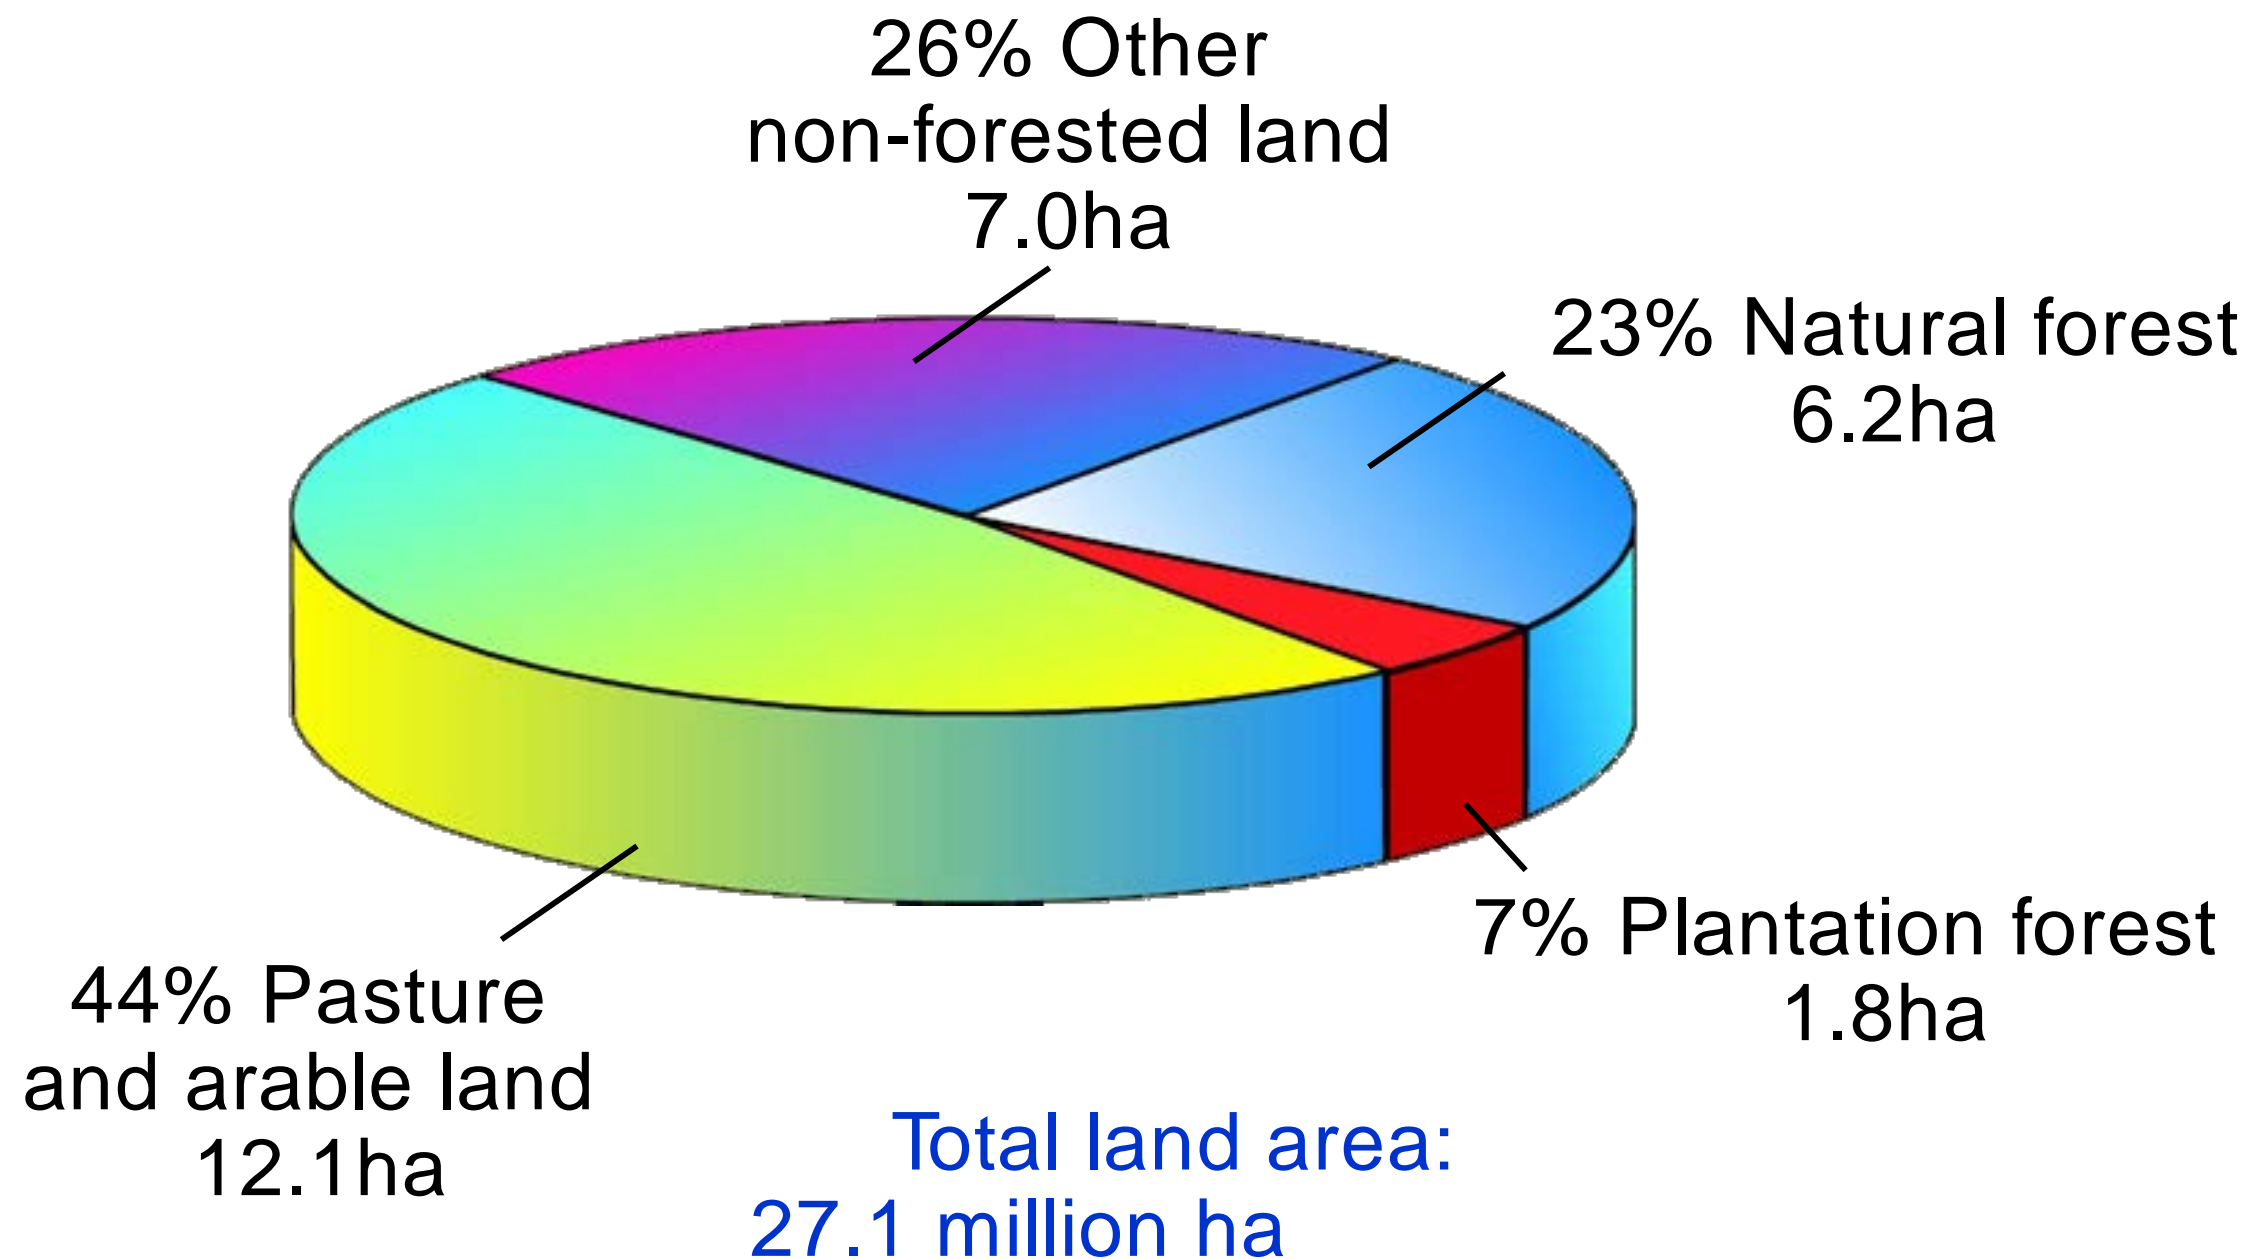 26% Other
non-forested land
7.0ha
23% Natural forest
6.2ha
7% Plantation forest
1.8ha
44% Pasture
and arable land
12.1ha
Total land area:
27.1 million ha